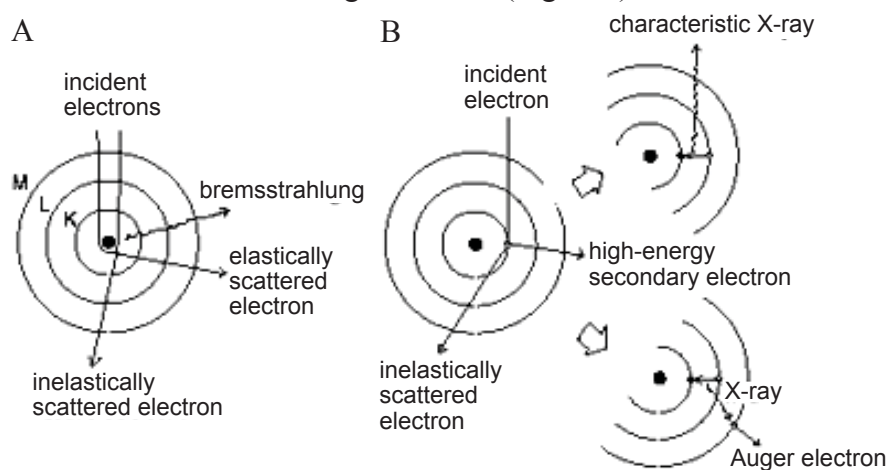 A
incident
electrons
M
L
K
bremsstrahlung
elastically
scattered
electron
inelastically
scattered electron
B
incident
electron
characteristic X-ray
high-energy
secondary electron
inelastically
scattered
electron
X-ray
Auger electron